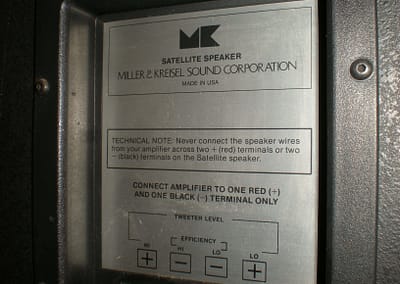 MK
SATELLITE SPEAKER
MILLER & KREISEL SOUND CORPORATION
MADE IN USA
TECHNICAL NOTE: Never connect the speaker wires
from your amplifier across two + (red) terminals or two
− (black) terminals on the Satellite speaker.
CONNECT AMPLIFIER TO ONE RED (+)
AND ONE BLACK (−) TERMINAL ONLY
TWEETER LEVEL
EFFICIENCY
HI HI LO LO
+ − − +